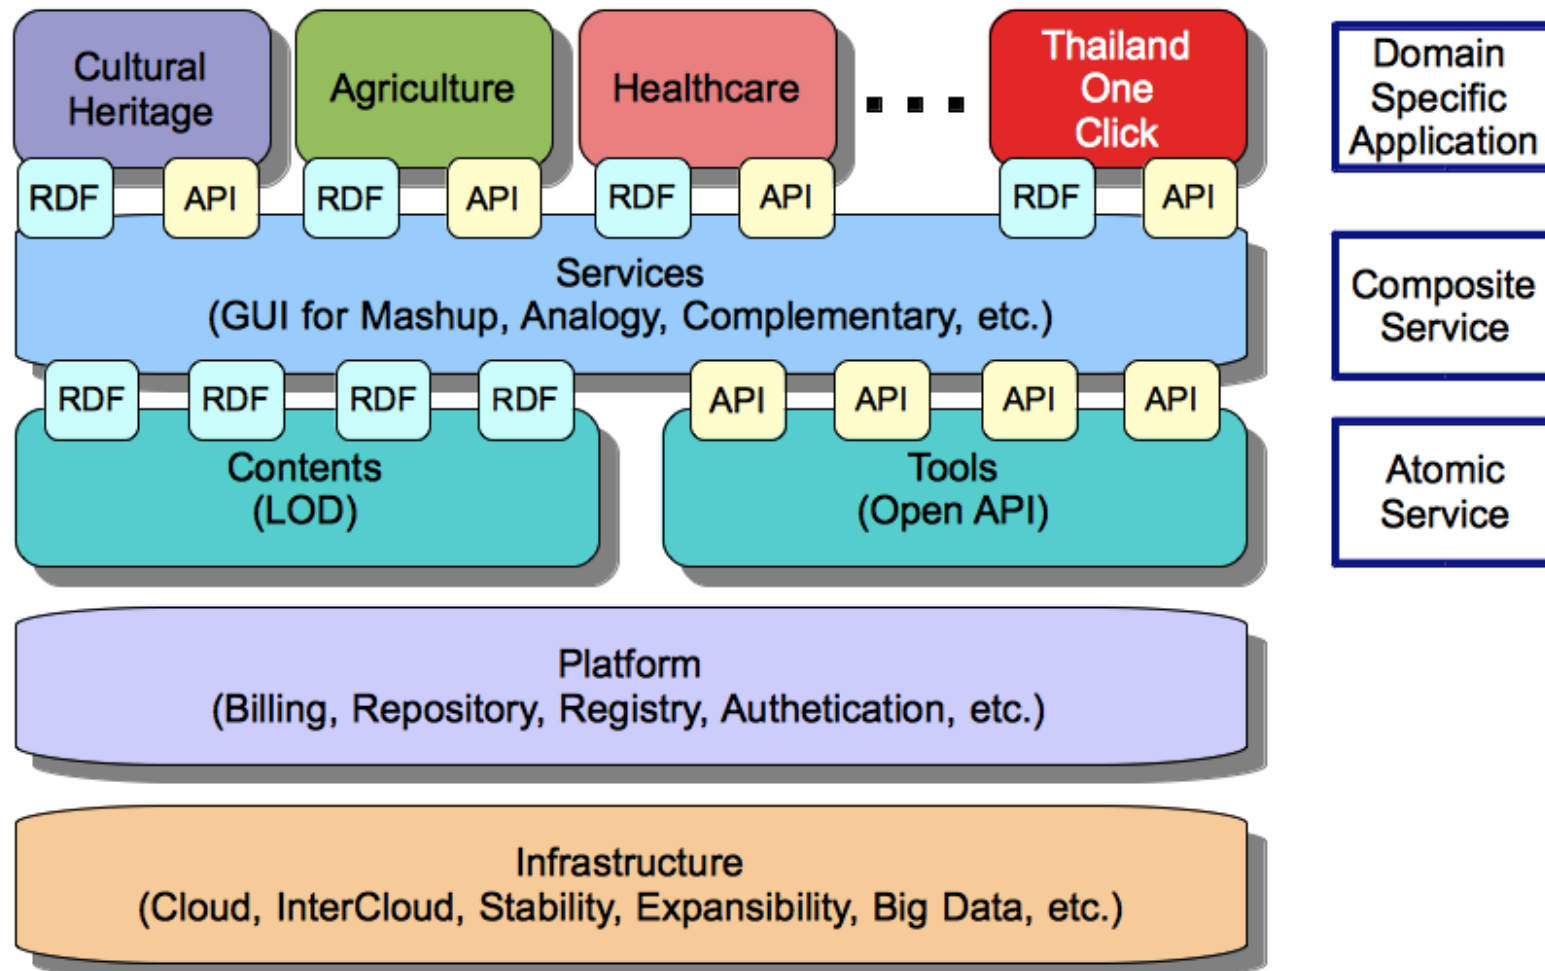 Cultural
Heritage
Agriculture
Healthcare
Thailand
One
Click
Domain
Specific
Application
RDF
API
RDF
API
RDF
API
RDF
API
Services
(GUI for Mashup, Analogy, Complementary, etc.)
Composite
Service
RDF
RDF
RDF
RDF
API
API
API
API
Contents
(LOD)
Tools
(Open API)
Atomic
Service
Platform
(Billing, Repository, Registry, Authetication, etc.)
Infrastructure
(Cloud, InterCloud, Stability, Expansibility, Big Data, etc.)